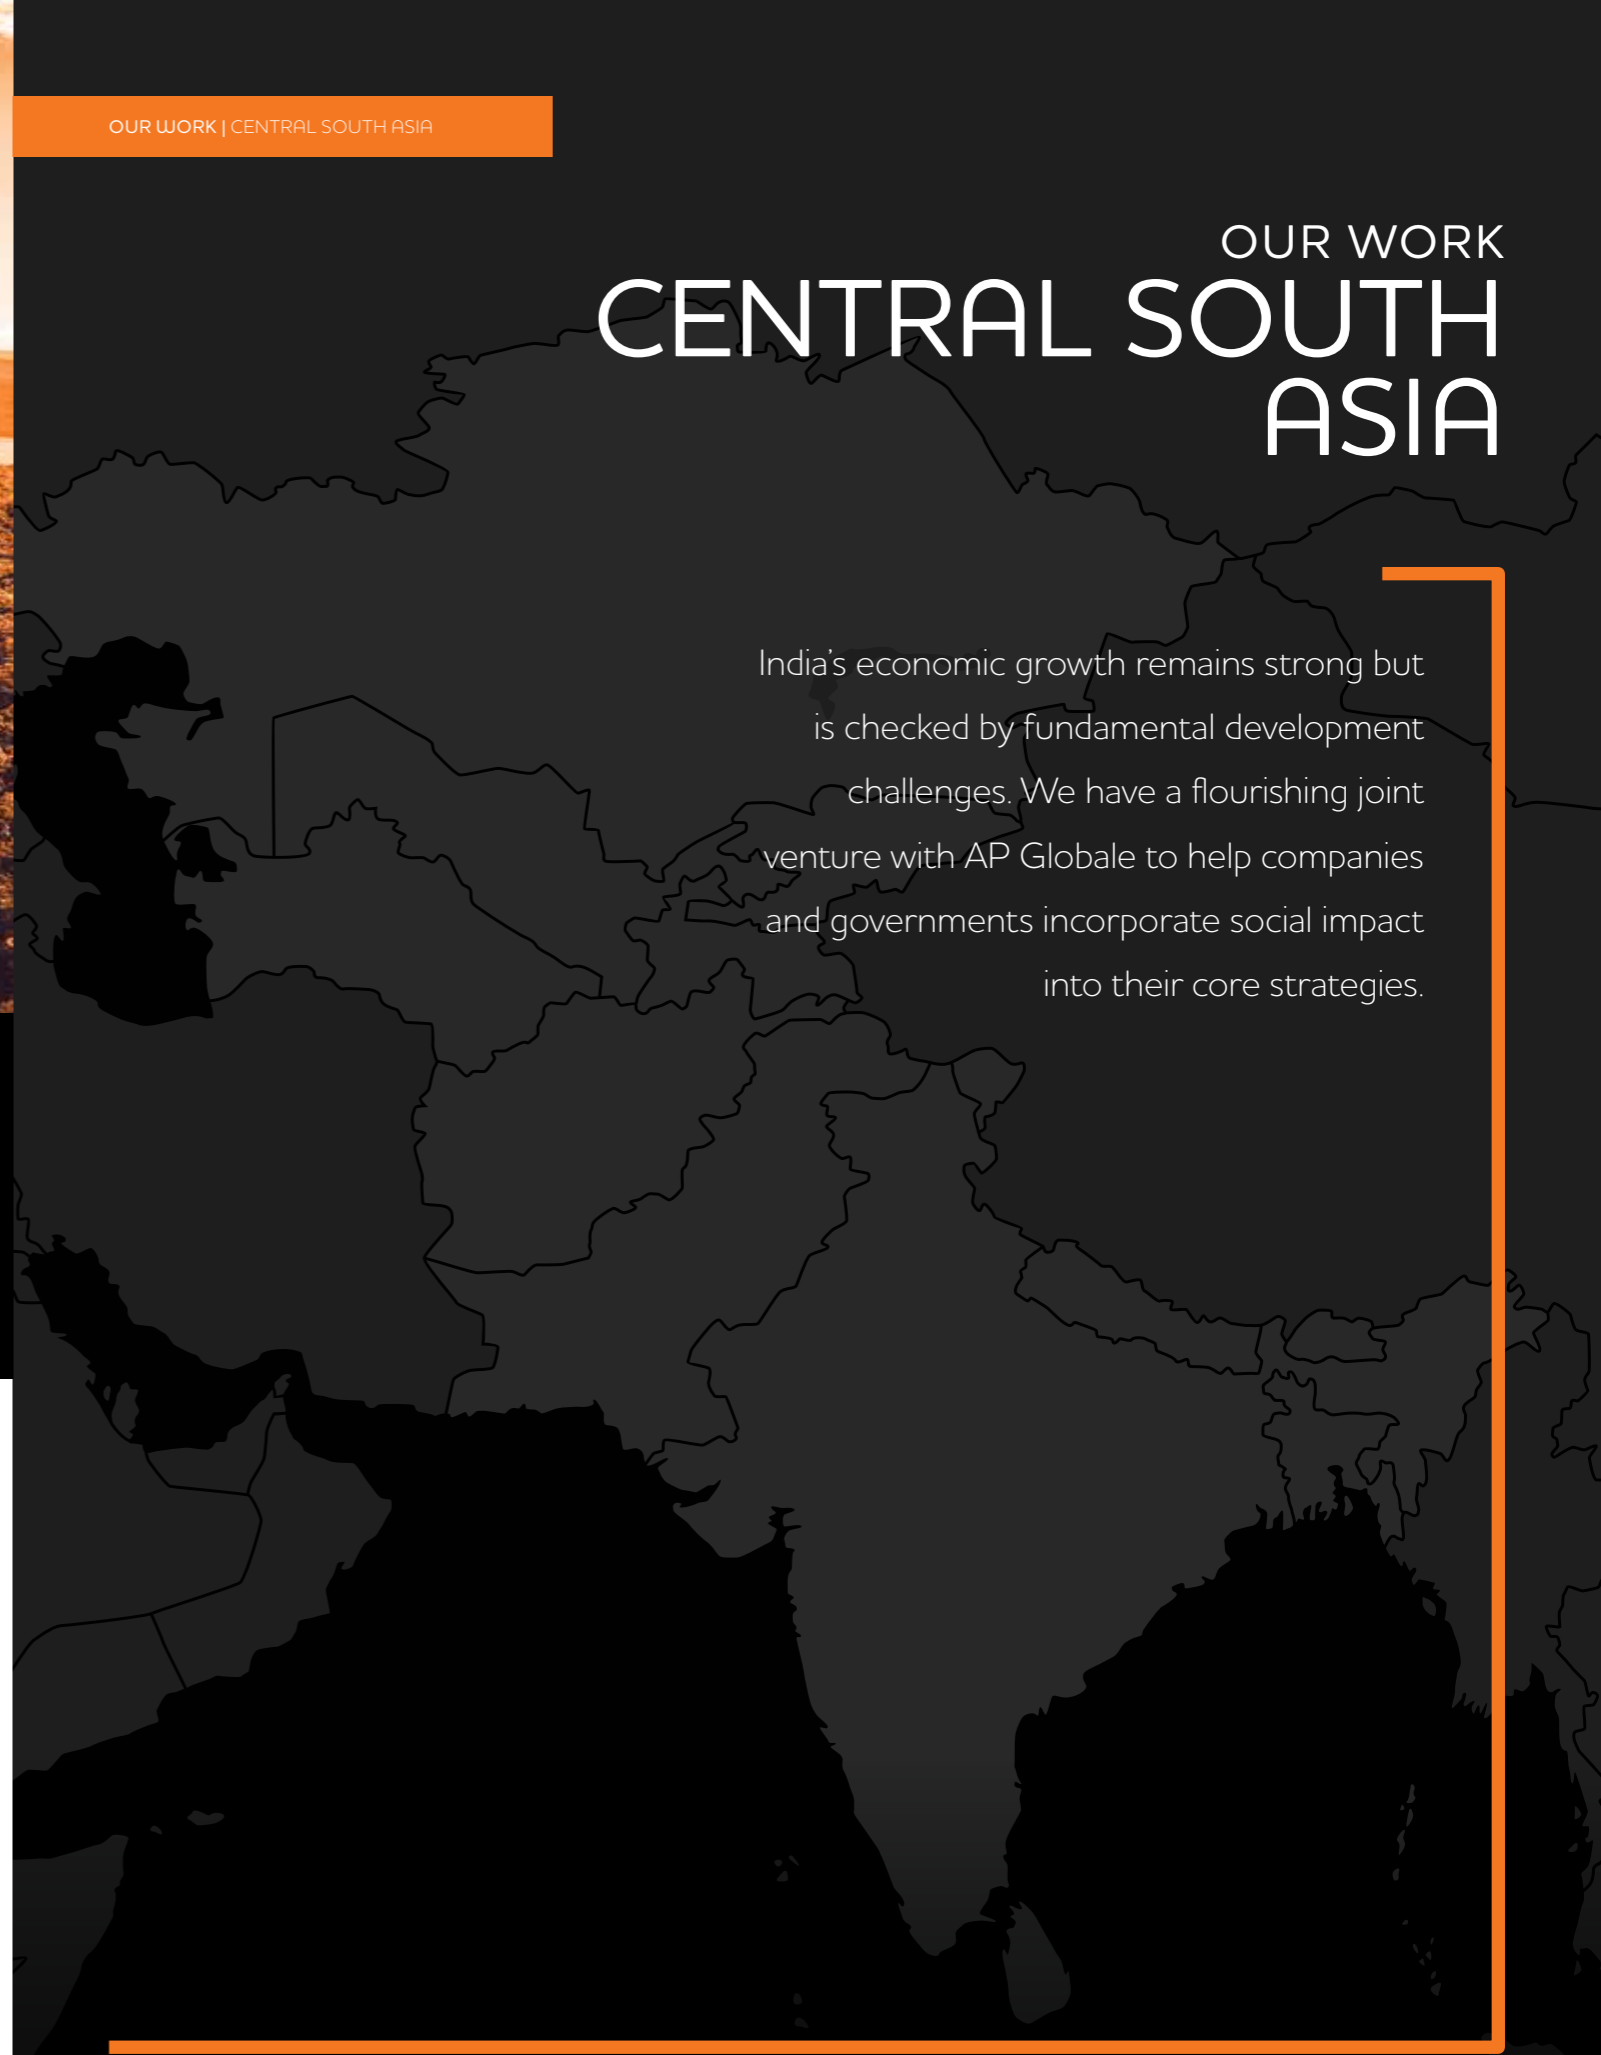 OUR WORK | CENTRAL SOUTH ASIA
OUR WORK
CENTRAL SOUTH
ASIA
India’s economic growth remains strong but
is checked by fundamental development
challenges. We have a flourishing joint
venture with AP Globale to help companies
and governments incorporate social impact
into their core strategies.